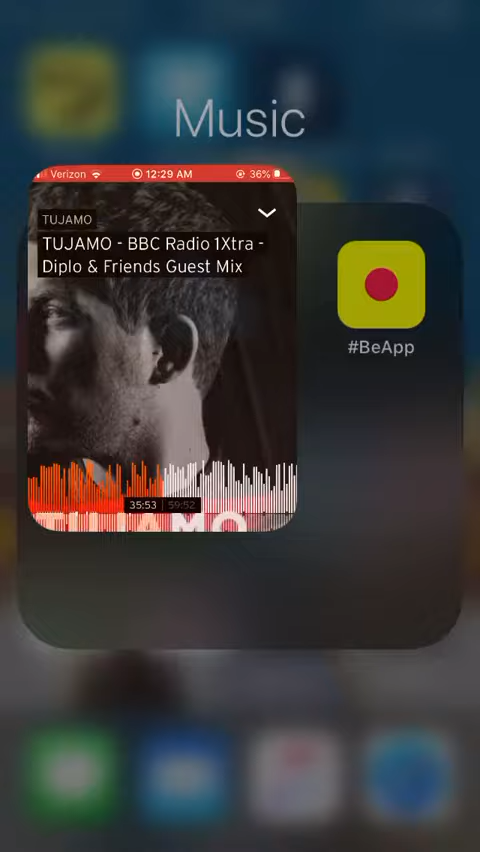 Music
Verizon 12:29 AM 36%
TUJAMO
TUJAMO - BBC Radio 1Xtra -
Diplo & Friends Guest Mix
#BeApp
35:53 | 59:52
TUJAMO